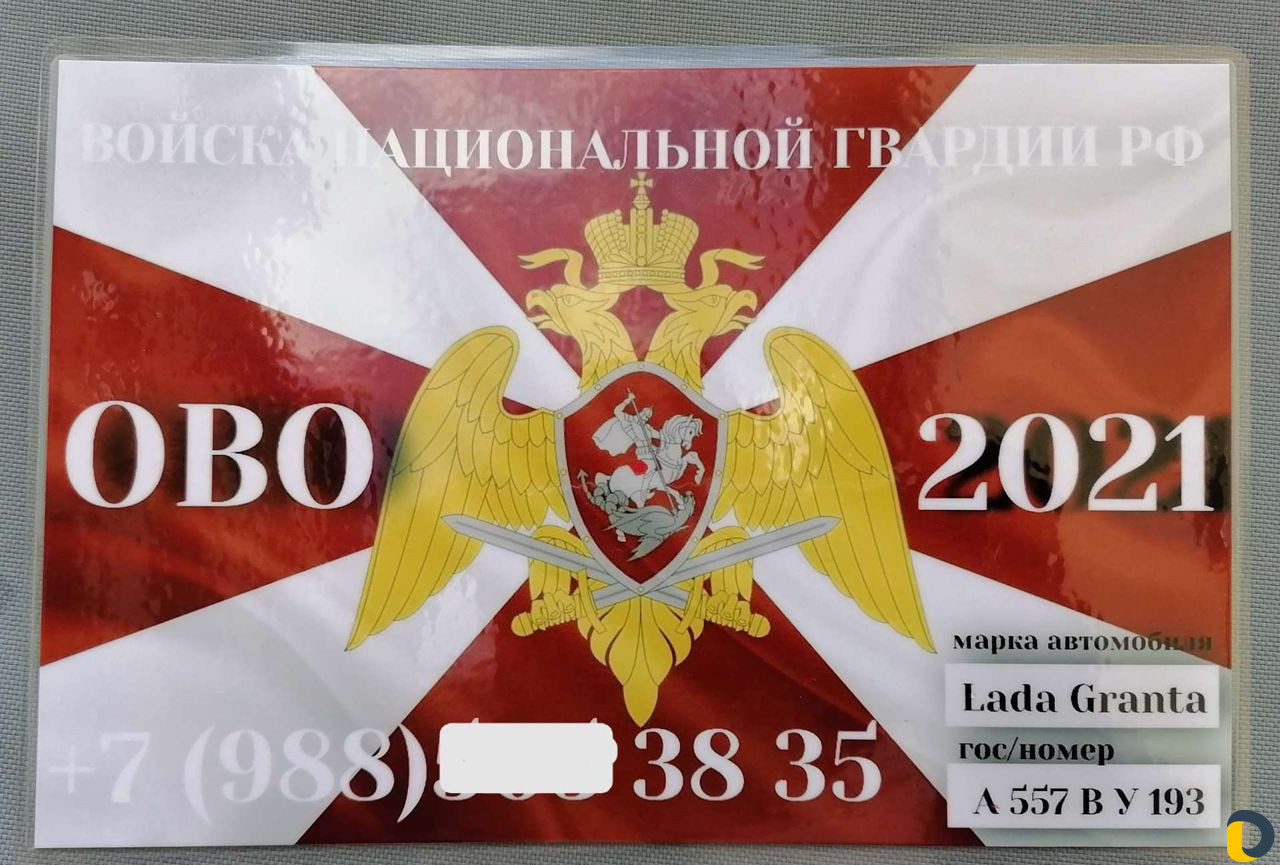 ВОЙСКА НАЦИОНАЛЬНОЙ ГВАРДИИ РФ
ОВО
2021
марка автомобиля
Lada Granta
гос/номер
А 557 В У 193
+7 (988) 38 35